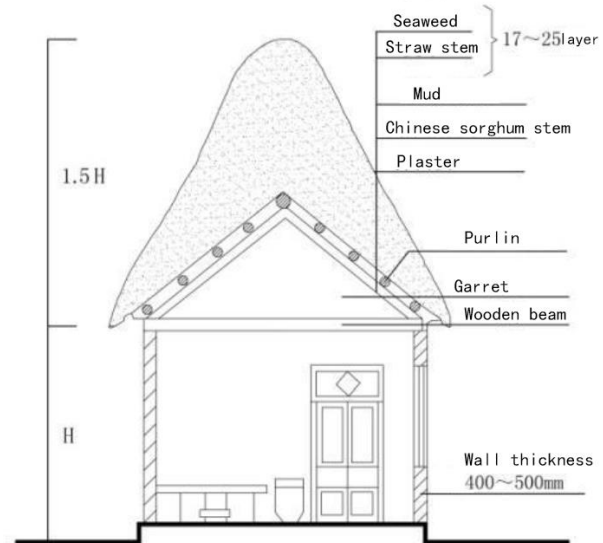 Seaweed
Straw stem
17～25layer
Mud
Chinese sorghum stem
Plaster
1.5H
Purlin
Garret
Wooden beam
H
Wall thickness
400～500mm